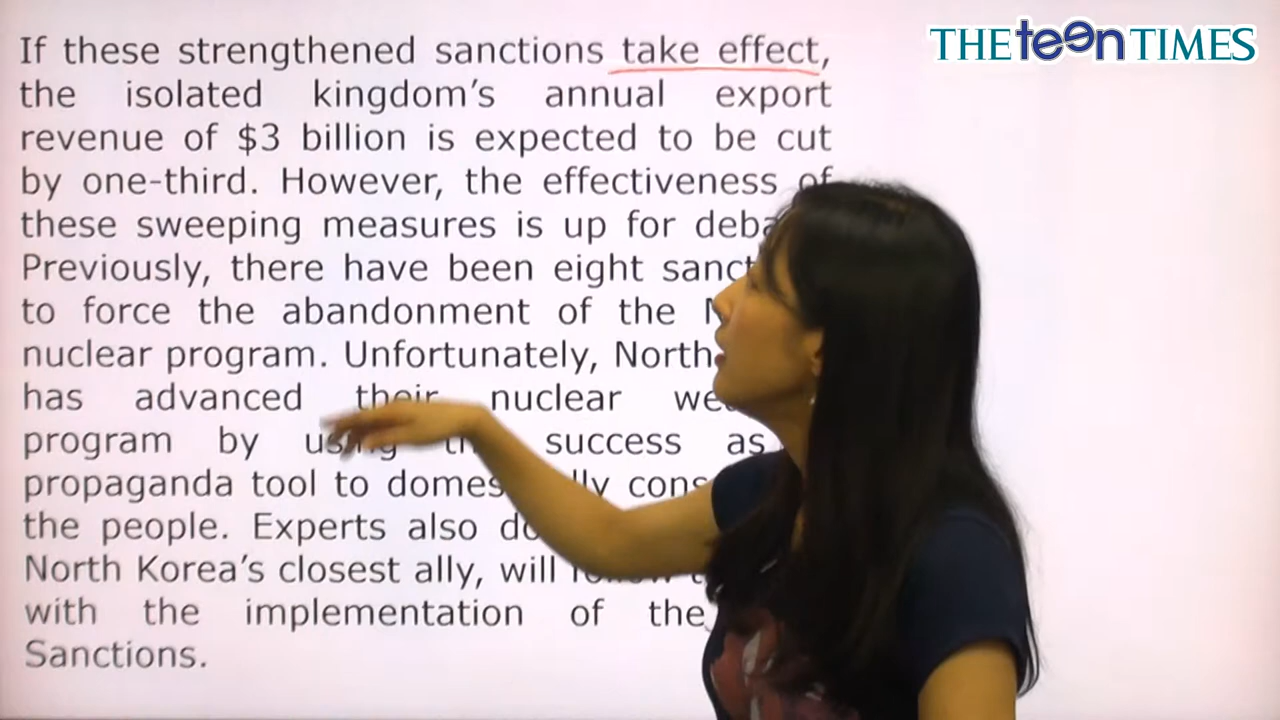 THE teen TIMES
If these strengthened sanctions take effect,
the isolated kingdom's annual export
revenue of $3 billion is expected to be cut
by one-third. However, the effectiveness of
these sweeping measures is up for
Previously, there have been eight
to force the abandonment of the
nuclear program. Unfortunately, North
has advanced their nuclear
program by using success as
propaganda tool to
the people. Experts also
North Korea's closest ally, will
with the implementation of the
Sanctions.